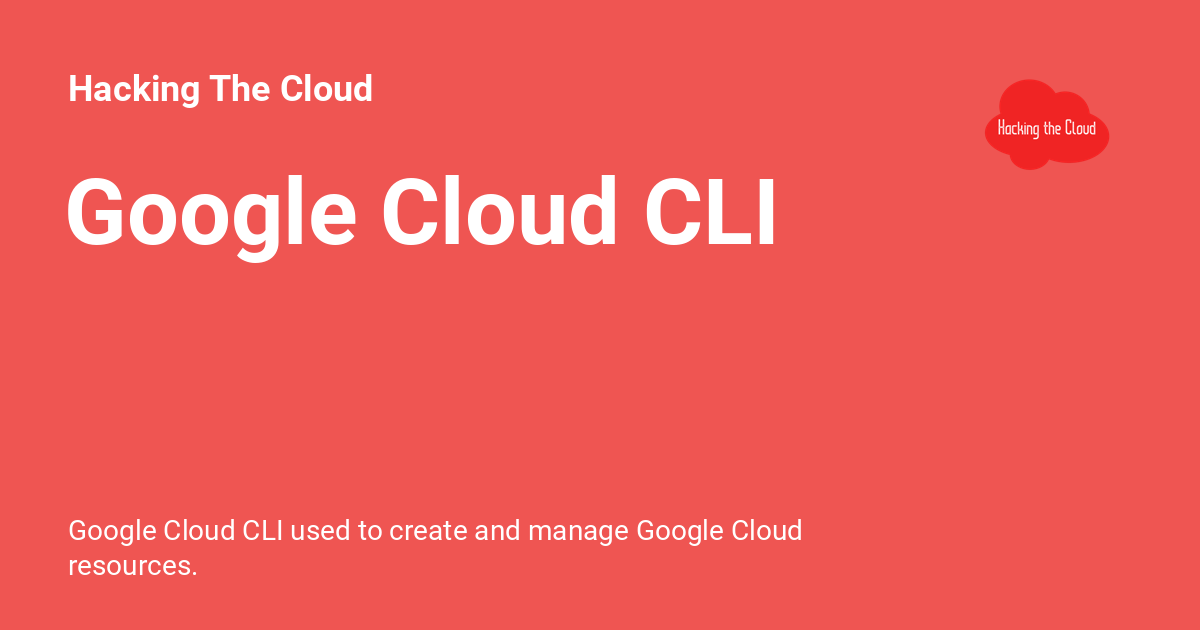 Hacking The Cloud
Hacking the Cloud
Google Cloud CLI
Google Cloud CLI used to create and manage Google Cloud
resources.